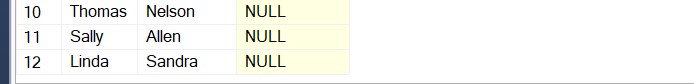 10 Thomas Nelson NULL
11 Sally Allen NULL
12 Linda Sandra NULL